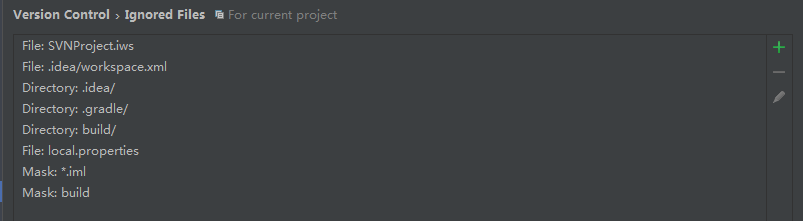 Version Control › Ignored Files For current project
File: SVNProject.iws
File: .idea/workspace.xml
Directory: .idea/
Directory: .gradle/
Directory: build/
File: local.properties
Mask: *.iml
Mask: build